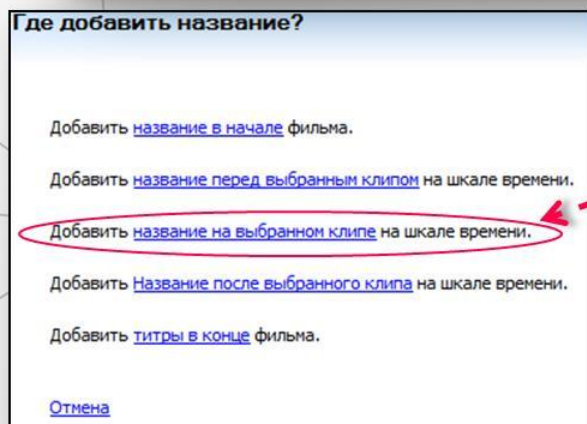 Где добавить название?
Добавить название в начале фильма.
Добавить название перед выбранным клипом на шкале времени.
Добавить название на выбранном клипе на шкале времени.
Добавить Название после выбранного клипа на шкале времени.
Добавить титры в конце фильма.
Отмена